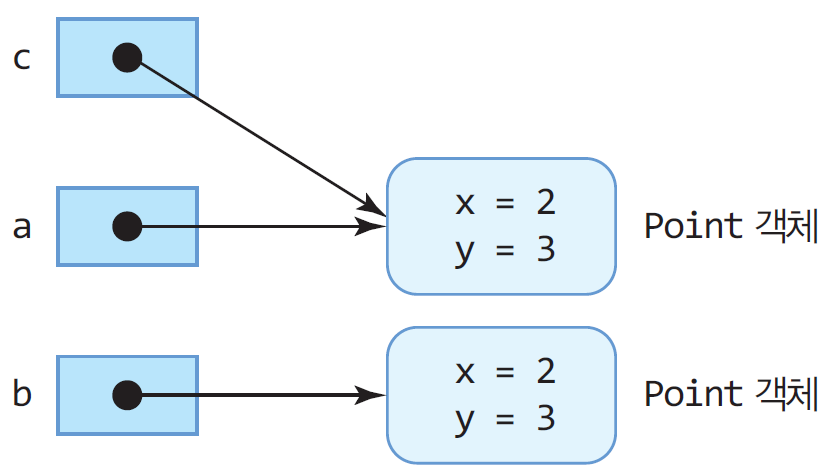 c
a
x = 2
y = 3
Point 객체
b
x = 2
y = 3
Point 객체